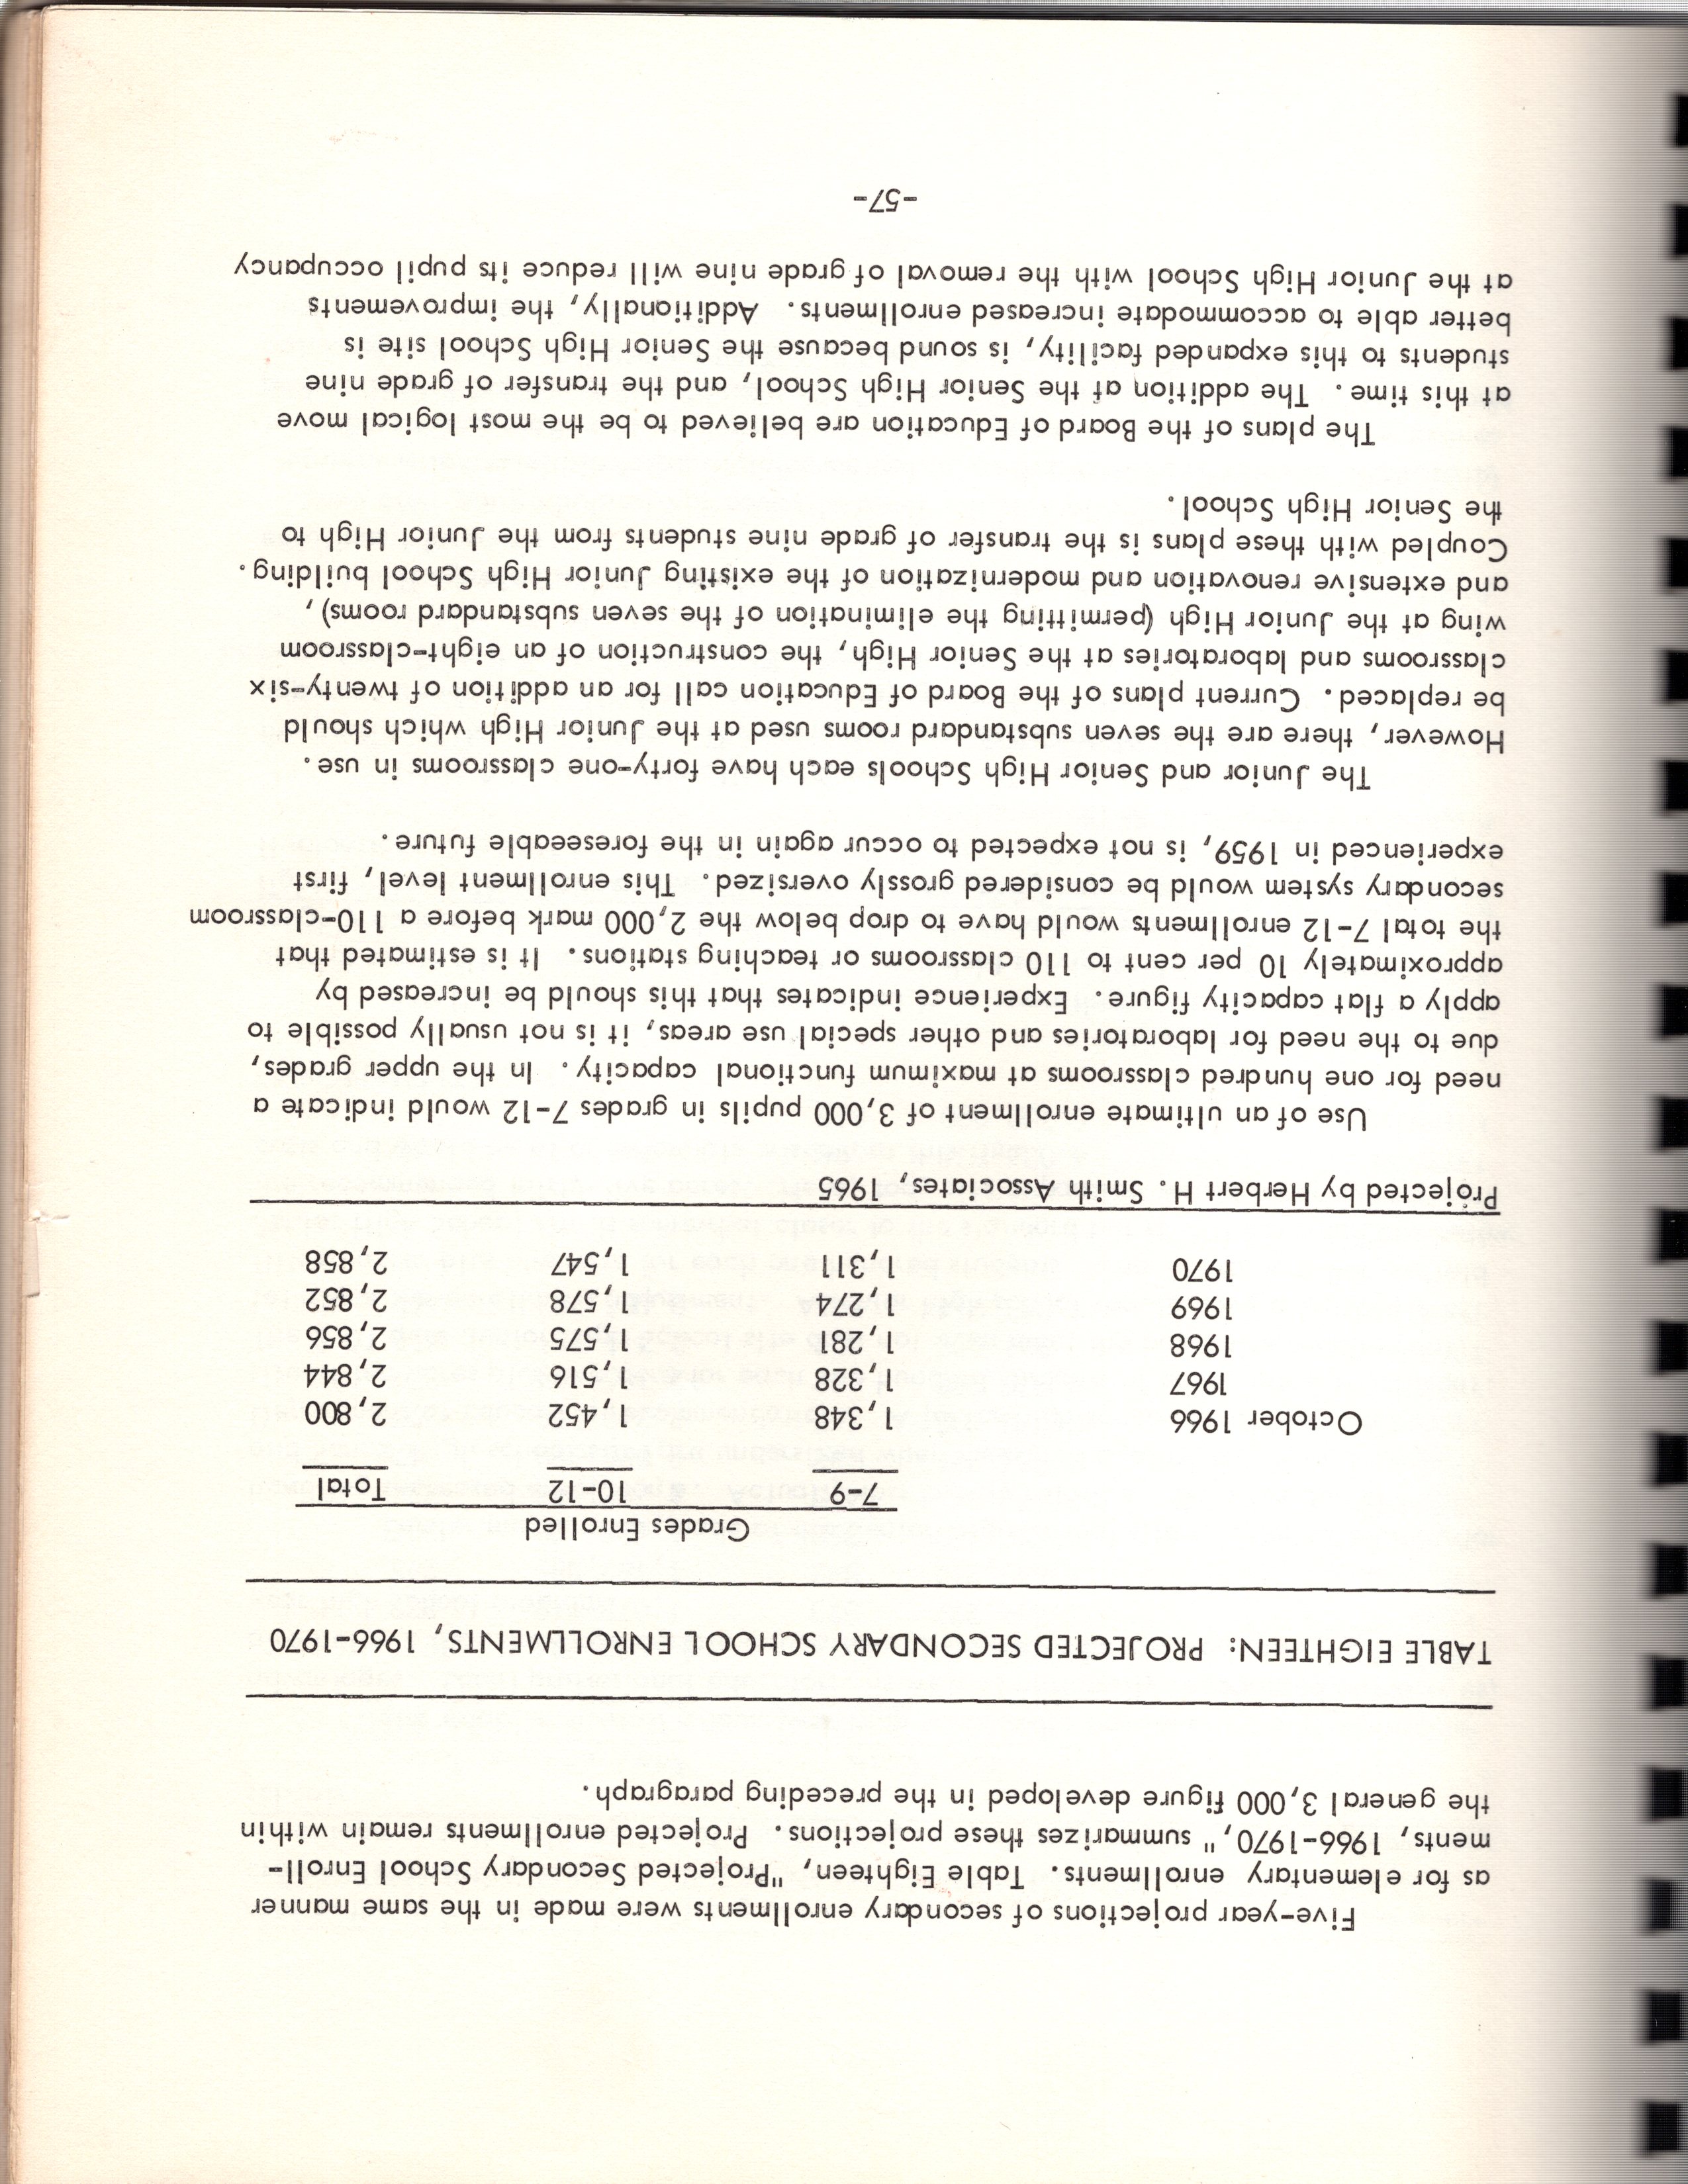 Five-year projections of secondary enrollments were made in the same manner
as for elementary enrollments. Table Eighteen, "Projected Secondary School Enroll-
ments, 1966-1970," summarizes these projections. Projected enrollments remain within
the general 3,000 figure developed in the preceding paragraph.
TABLE EIGHTEEN: PROJECTED SECONDARY SCHOOL ENROLLMENTS, 1966-1970
Grades Enrolled
7-9 10-12 Total
October 1966 1,348 1,452 2,800
1967 1,328 1,516 2,844
1968 1,281 1,575 2,856
1969 1,274 1,578 2,852
1970 1,311 1,547 2,858
Projected by Herbert H. Smith Associates, 1965
Use of an ultimate enrollment of 3,000 pupils in grades 7-12 would indicate a
need for one hundred classrooms at maximum functional capacity. In the upper grades,
due to the need for laboratories and other special use areas, it is not usually possible to
apply a flat capacity figure. Experience indicates that this should be increased by
approximately 10 per cent to 110 classrooms or teaching stations. It is estimated that
the total 7-12 enrollments would have to drop below the 2,000 mark before a 110-classroom
secondary system would be considered grossly oversized. This enrollment level, first
experienced in 1959, is not expected to occur again in the foreseeable future.
The Junior and Senior High Schools each have forty-one classrooms in use.
However, there are the seven substandard rooms used at the Junior High which should
be replaced. Current plans of the Board of Education call for an addition of twenty-six
classrooms and laboratories at the Senior High, the construction of an eight-classroom
wing at the Junior High (permitting the elimination of the seven substandard rooms),
and extensive renovation and modernization of the existing Junior High School building.
Coupled with these plans is the transfer of grade nine students from the Junior High to
the Senior High School.
The plans of the Board of Education are believed to be the most logical move
at this time. The addition at the Senior High School, and the transfer of grade nine
students to this expanded facility, is sound because the Senior High School site is
better able to accommodate increased enrollments. Additionally, the improvements
at the Junior High School with the removal of grade nine will reduce its pupil occupancy
-57-